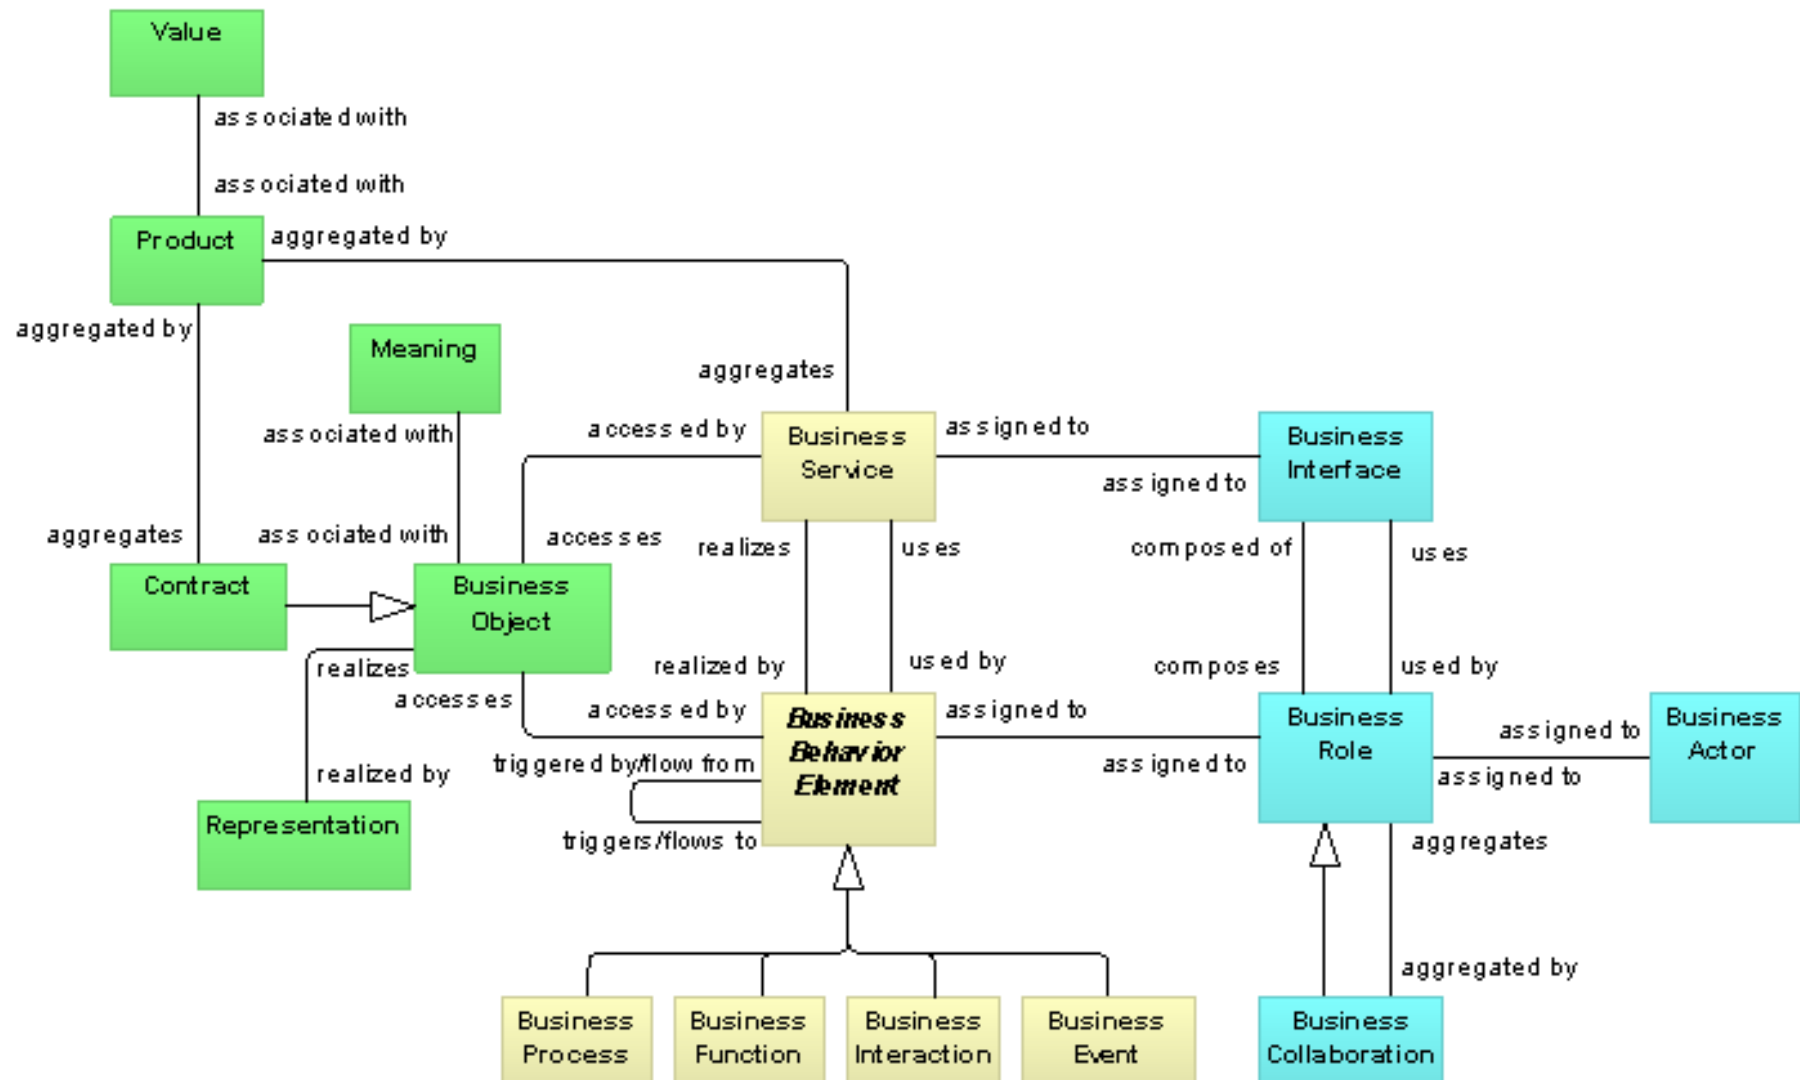 Value
associated with
associated with
Product
aggregated by
aggregated by
Meaning
aggregates
associated with
accessed by
Business
Service
assigned to
Business
Interface
assigned to
aggregates
associated with
accesses
realizes
uses
composed of
uses
Contract
Business
Object
realizes
accesses
realized by
used by
composes
used by
accessed by
Business
Behavior
Element
assigned to
Business
Role
assigned to
Business
Actor
triggered by/flow from
assigned to
assigned to
realized by
Representation
triggers/flows to
aggregates
aggregated by
Business
Process
Business
Function
Business
Interaction
Business
Event
Business
Collaboration